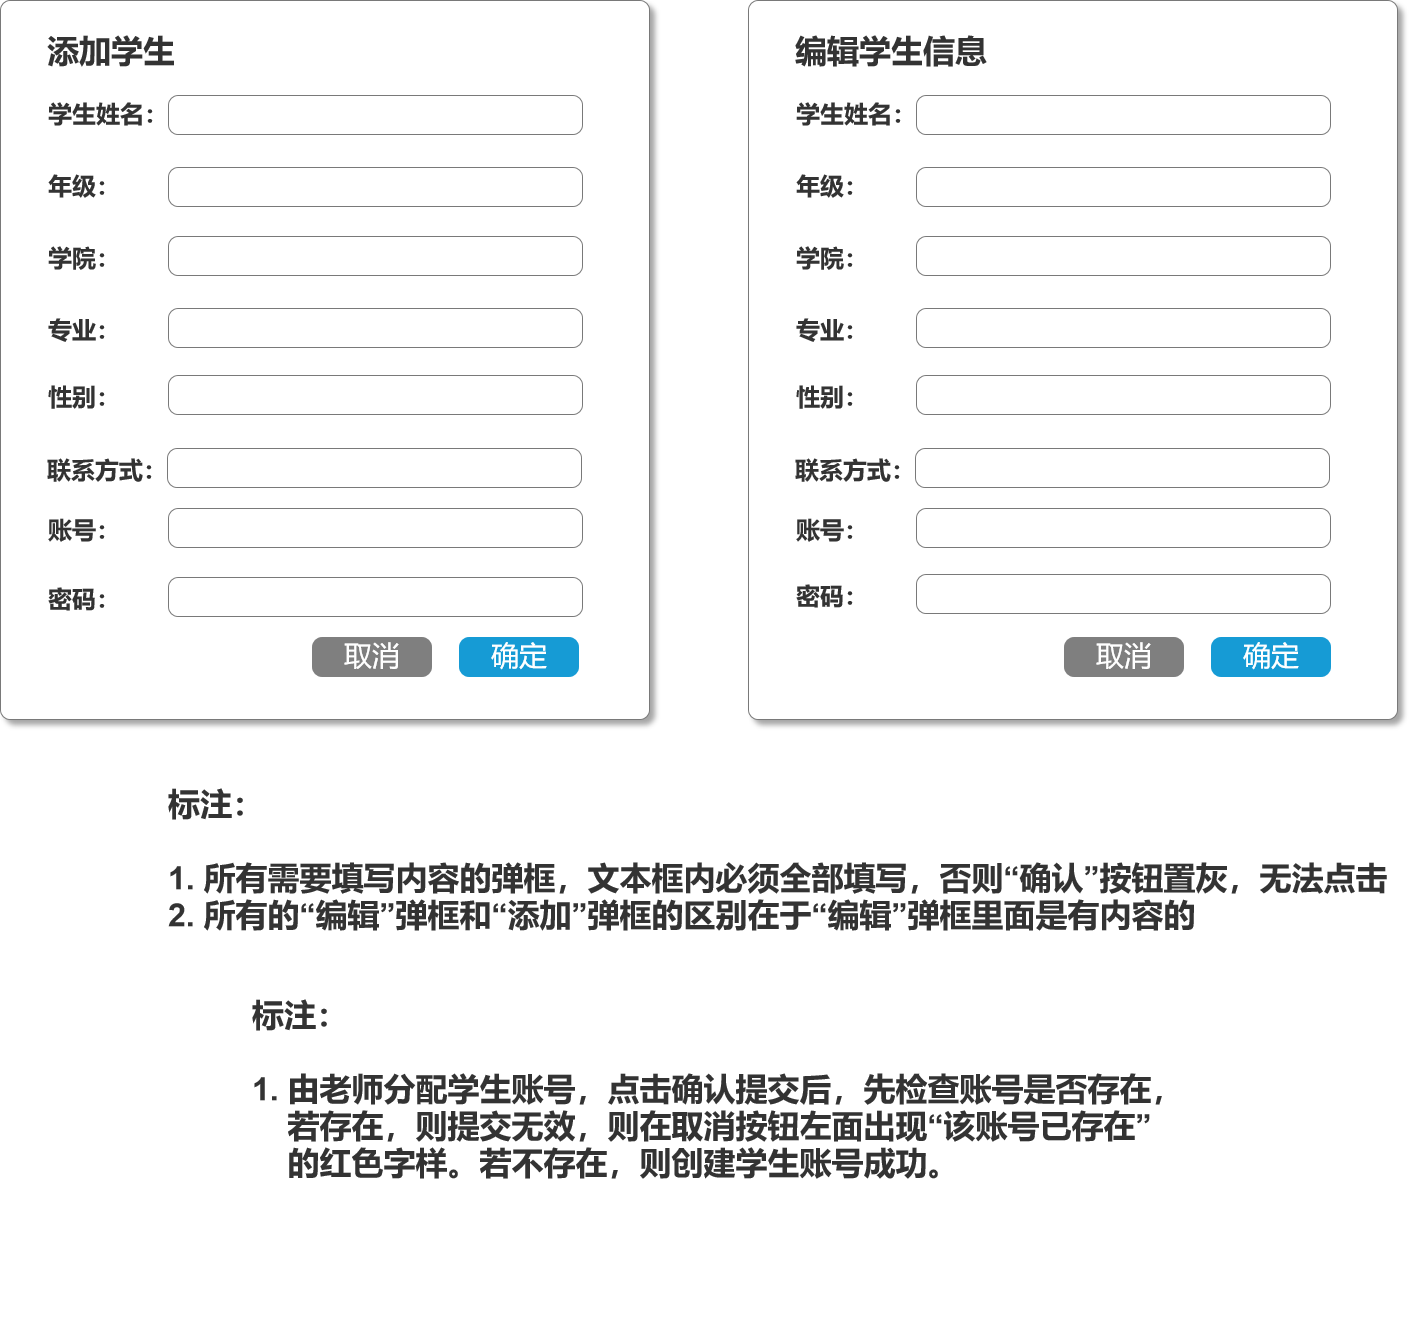 添加学生
学生姓名：
年级：
学院：
专业：
性别：
联系方式：
账号：
密码：
取消
确定
编辑学生信息
学生姓名：
年级：
学院：
专业：
性别：
联系方式：
账号：
密码：
取消
确定
标注：
1. 所有需要填写内容的弹框，文本框内必须全部填写，否则“确认”按钮置灰，无法点击
2. 所有的“编辑”弹框和“添加”弹框的区别在于“编辑”弹框里面是有内容的
标注：
1. 由老师分配学生账号，点击确认提交后，先检查账号是否存在，
若存在，则提交无效，则在取消按钮左面出现“该账号已存在”
的红色字样。若不存在，则创建学生账号成功。